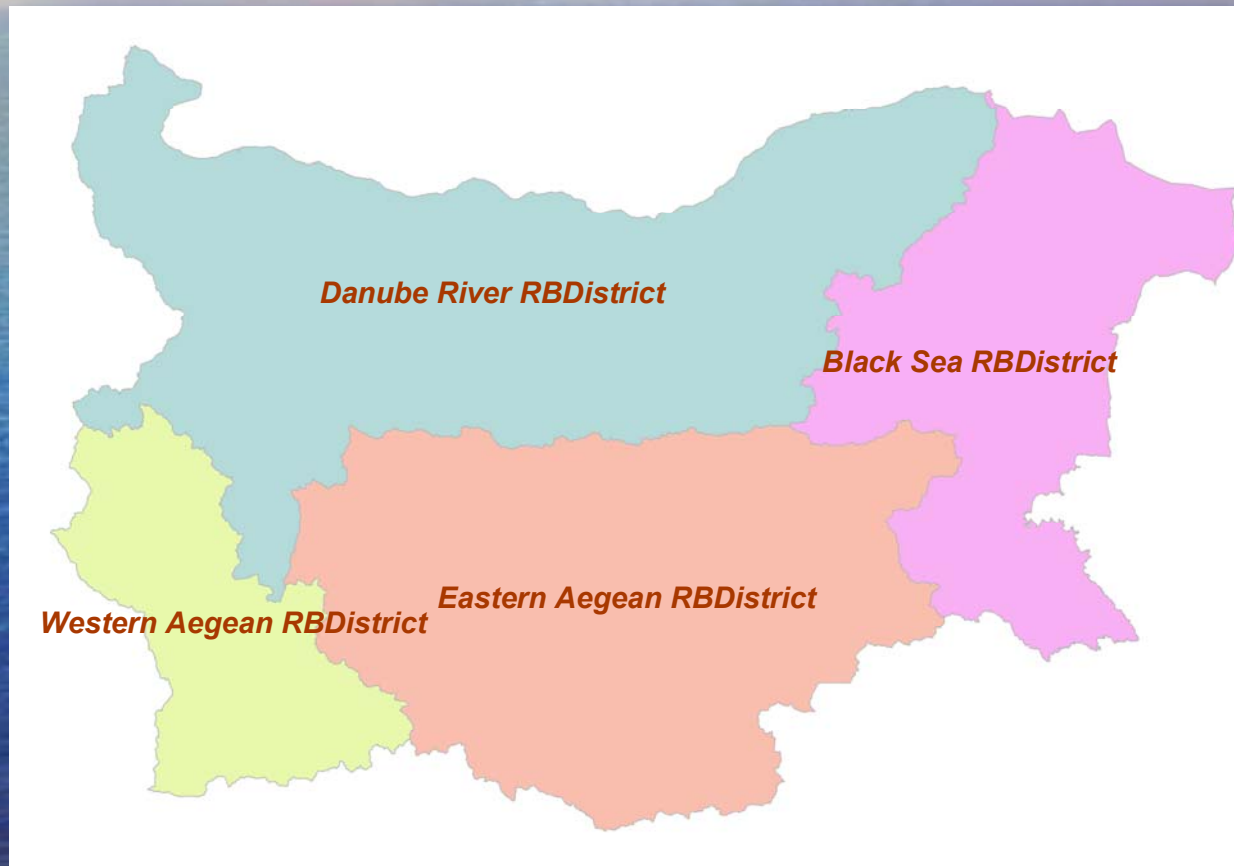 Danube River RBDistrict
Black Sea RBDistrict
Eastern Aegean RBDistrict
Western Aegean RBDistrict